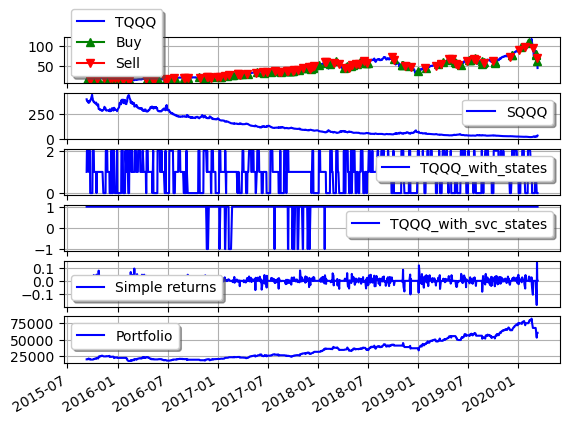 TQQQ
Buy
Sell
100
50
SQQQ
250
0
TQQQ_with_states
2
0
TQQQ_with_svc_states
1
0
−1
Simple returns
0.1
0.0
−0.1
Portfolio
75000
50000
25000
2015-07 2016-01 2016-07 2017-01 2017-07 2018-01 2018-07 2019-01 2019-07 2020-01